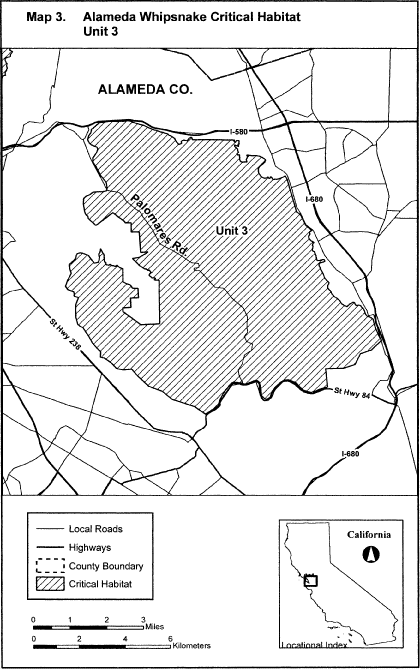 Map 3. Alameda Whipsnake Critical Habitat
Unit 3
ALAMEDA CO.
I-580
I-680
Palomares Rd.
Unit 3
St Hwy 238
St Hwy 84
I-680
Local Roads
Highways
County Boundary
Critical Habitat
California
0 1 2 3 Miles
0 2 4 6 Kilometers
Locational Index